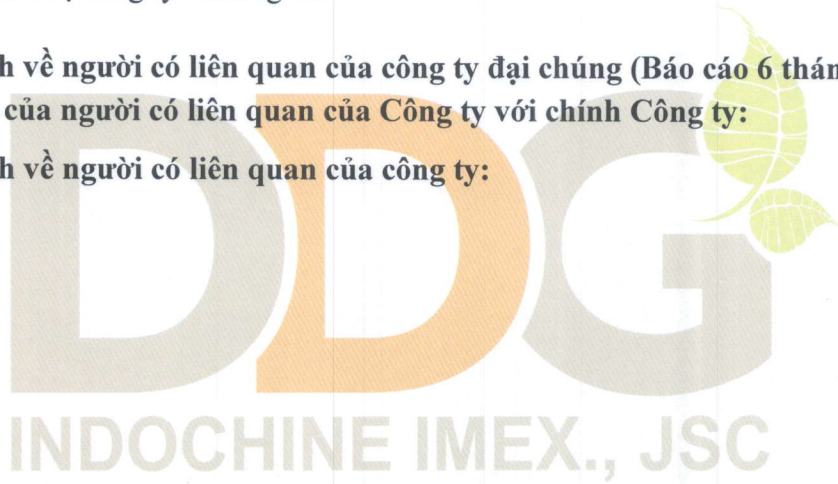 h về người có liên quan của công ty đại chúng (Báo cáo 6 thán
của người có liên quan của Công ty với chính Công ty:
h về người có liên quan của công ty:
DDG
INDOCHINE IMEX., JSC